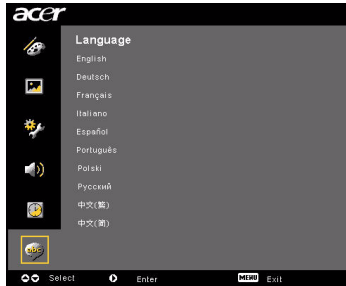 acer
Language
English
Deutsch
Français
Italiano
Español
Português
Polski
Русский
中文(繁)
中文(简)
abc
Select Enter MENU Exit